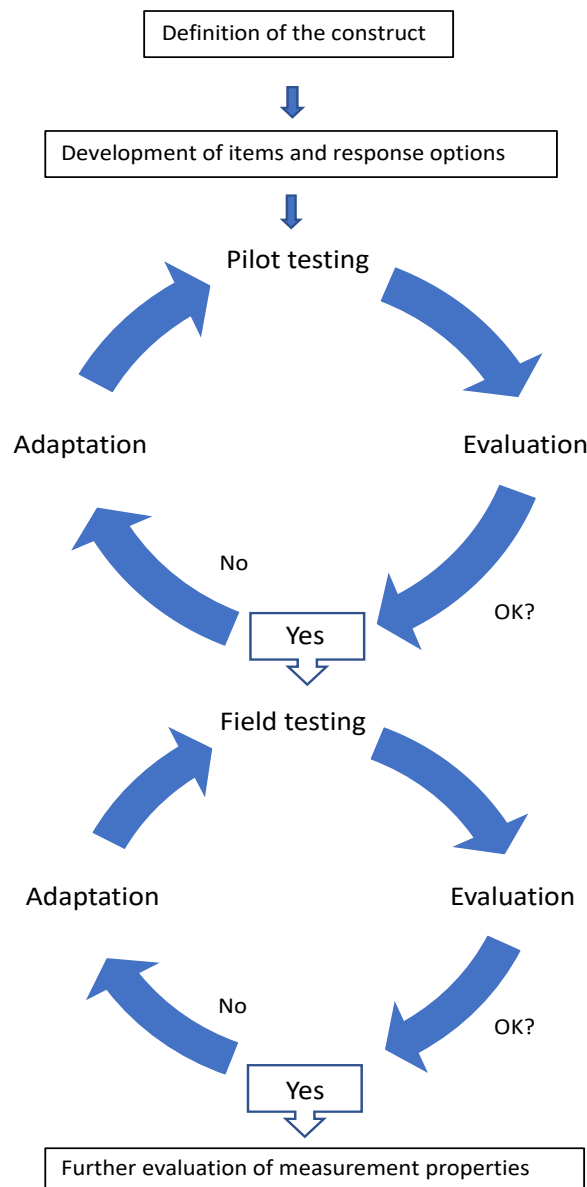 Definition of the construct
Development of items and response options
Pilot testing
Adaptation
Evaluation
No
OK?
Yes
Field testing
Adaptation
Evaluation
No
OK?
Yes
Further evaluation of measurement properties